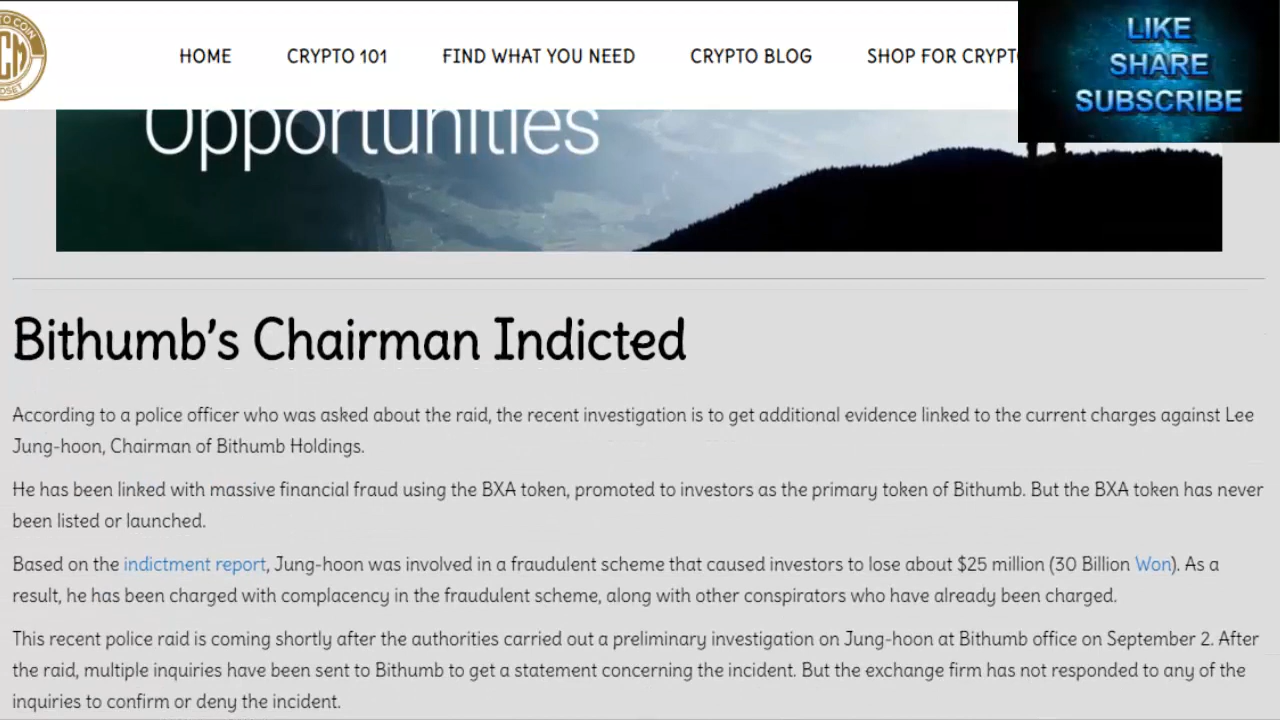 TO COIN
CM
DSET
HOME CRYPTO 101 FIND WHAT YOU NEED CRYPTO BLOG SHOP FOR CRYPTO
LIKE
SHARE
SUBSCRIBE
Opportunities
Bithumb’s Chairman Indicted
According to a police officer who was asked about the raid, the recent investigation is to get additional evidence linked to the current charges against Lee
Jung-hoon, Chairman of Bithumb Holdings.
He has been linked with massive financial fraud using the BXA token, promoted to investors as the primary token of Bithumb. But the BXA token has never
been listed or launched.
Based on the indictment report, Jung-hoon was involved in a fraudulent scheme that caused investors to lose about $25 million (30 Billion Won). As a
result, he has been charged with complacency in the fraudulent scheme, along with other conspirators who have already been charged.
This recent police raid is coming shortly after the authorities carried out a preliminary investigation on Jung-hoon at Bithumb office on September 2. After
the raid, multiple inquiries have been sent to Bithumb to get a statement concerning the incident. But the exchange firm has not responded to any of the
inquiries to confirm or deny the incident.